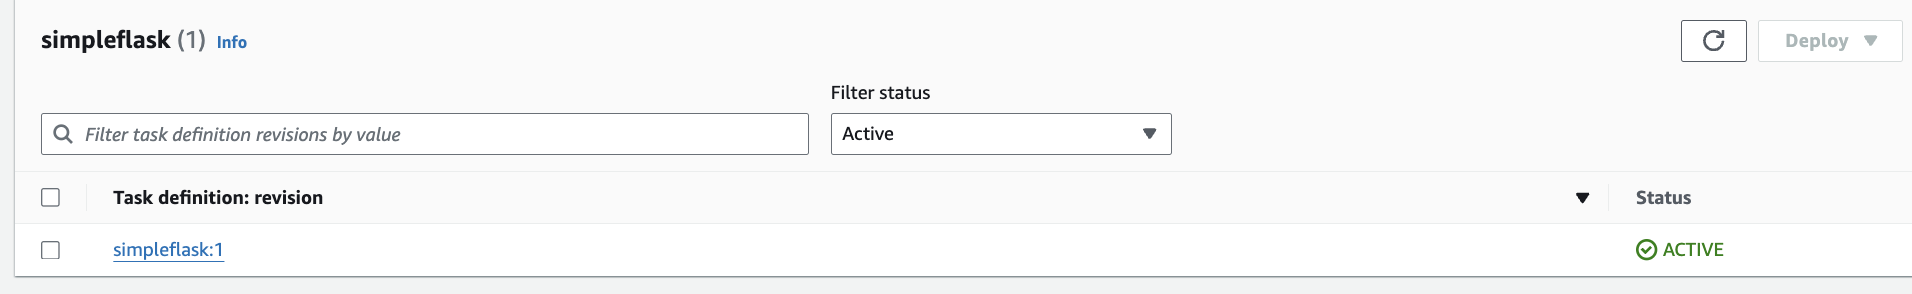 simpleflask (1) Info
Deploy
Filter status
Filter task definition revisions by value
Active
Task definition: revision
Status
simpleflask:1
ACTIVE